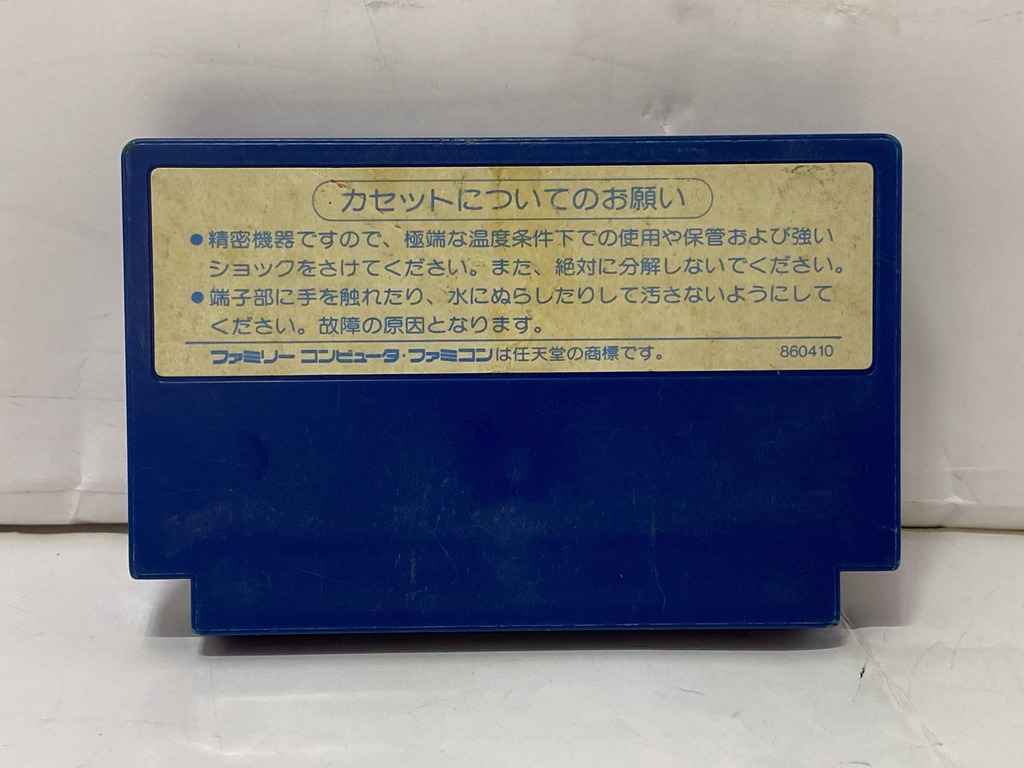 カセットについてのお願い
●精密機器ですので、極端な温度条件下での使用や保管および強い
ショックをさけてください。また、絶対に分解しないでください。
●端子部に手を触れたり、水にぬらしたりして汚さないようにして
ください。故障の原因となります。
ファミリー コンピュータ・ファミコンは任天堂の商標です。 860410